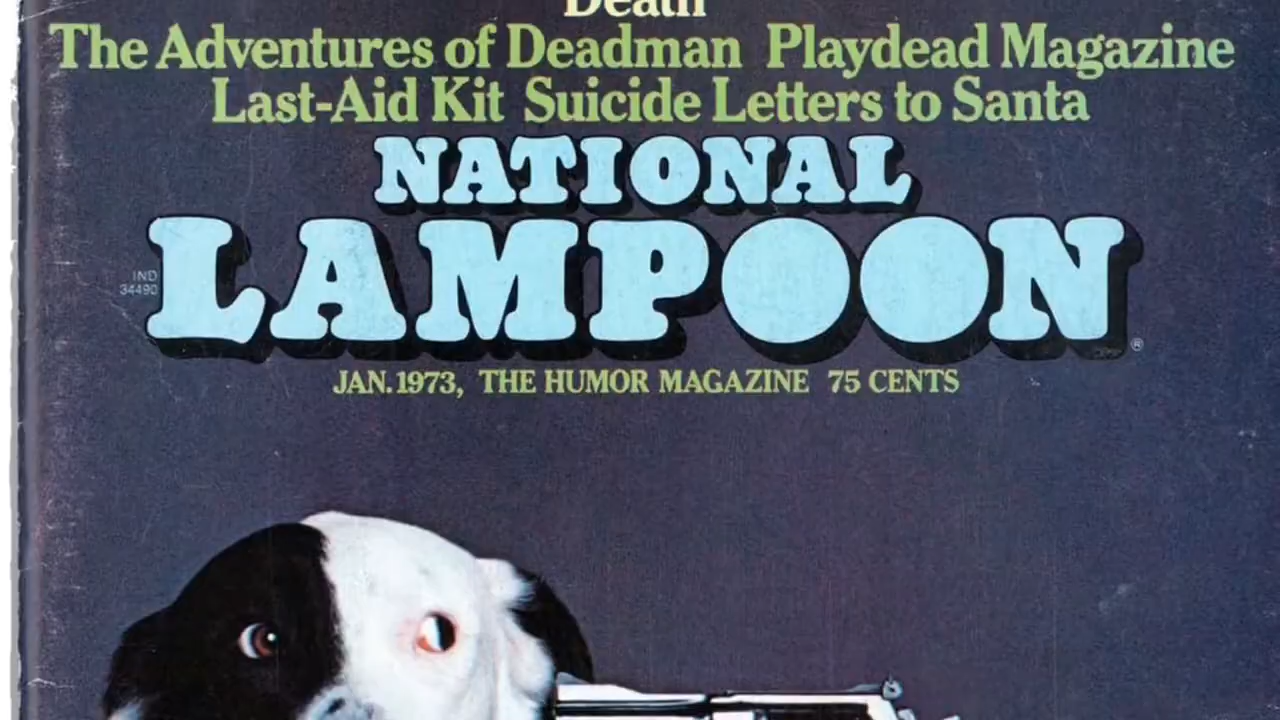 Death
The Adventures of Deadman Playdead Magazine
Last-Aid Kit Suicide Letters to Santa
NATIONAL
LAMPOON
IND
34490
®
JAN. 1973, THE HUMOR MAGAZINE 75 CENTS